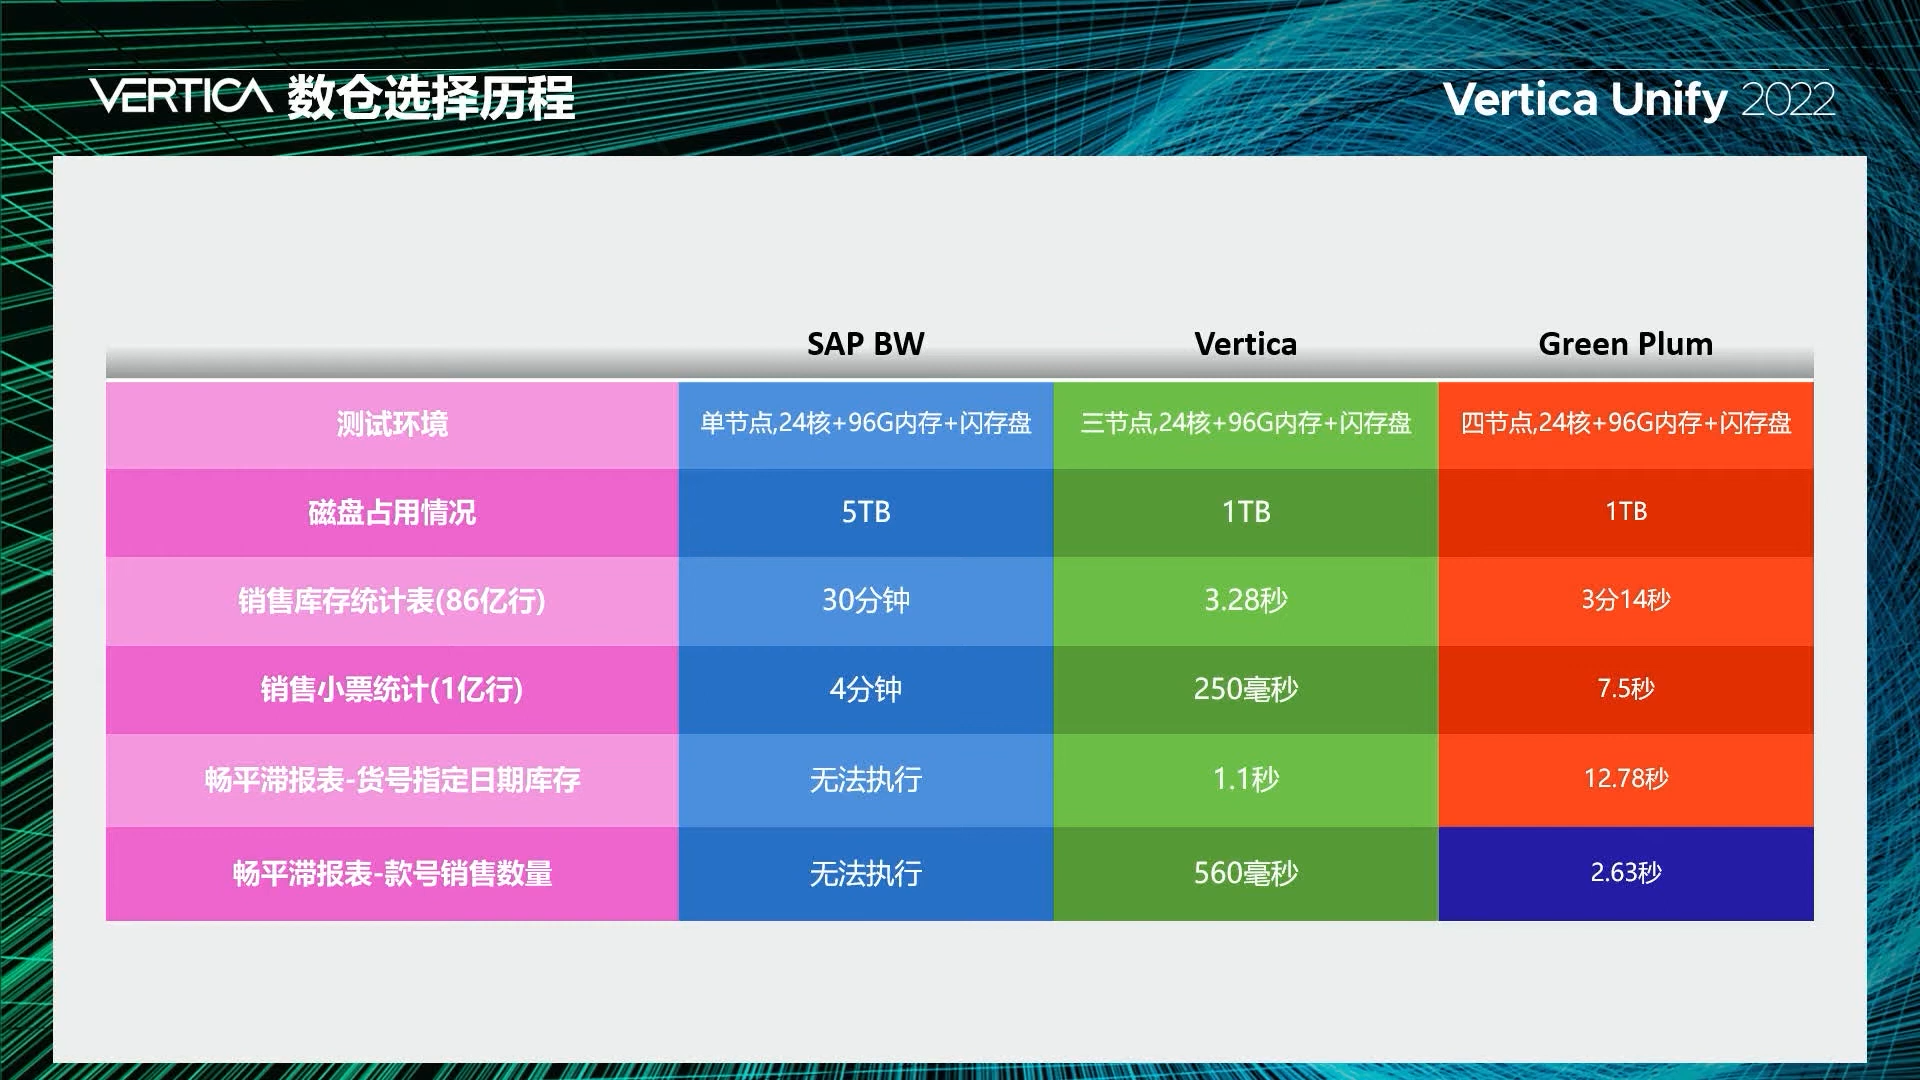 VERTICA 数仓选择历程
Vertica Unify 2022
SAP BW Vertica Green Plum
测试环境 单节点,24核+96G内存+闪存盘 三节点,24核+96G内存+闪存盘 四节点,24核+96G内存+闪存盘
磁盘占用情况 5TB 1TB 1TB
销售库存统计表(86亿行) 30分钟 3.28秒 3分14秒
销售小票统计(1亿行) 4分钟 250毫秒 7.5秒
畅平滞报表-货号指定日期库存 无法执行 1.1秒 12.78秒
畅平滞报表-款号销售数量 无法执行 560毫秒 2.63秒